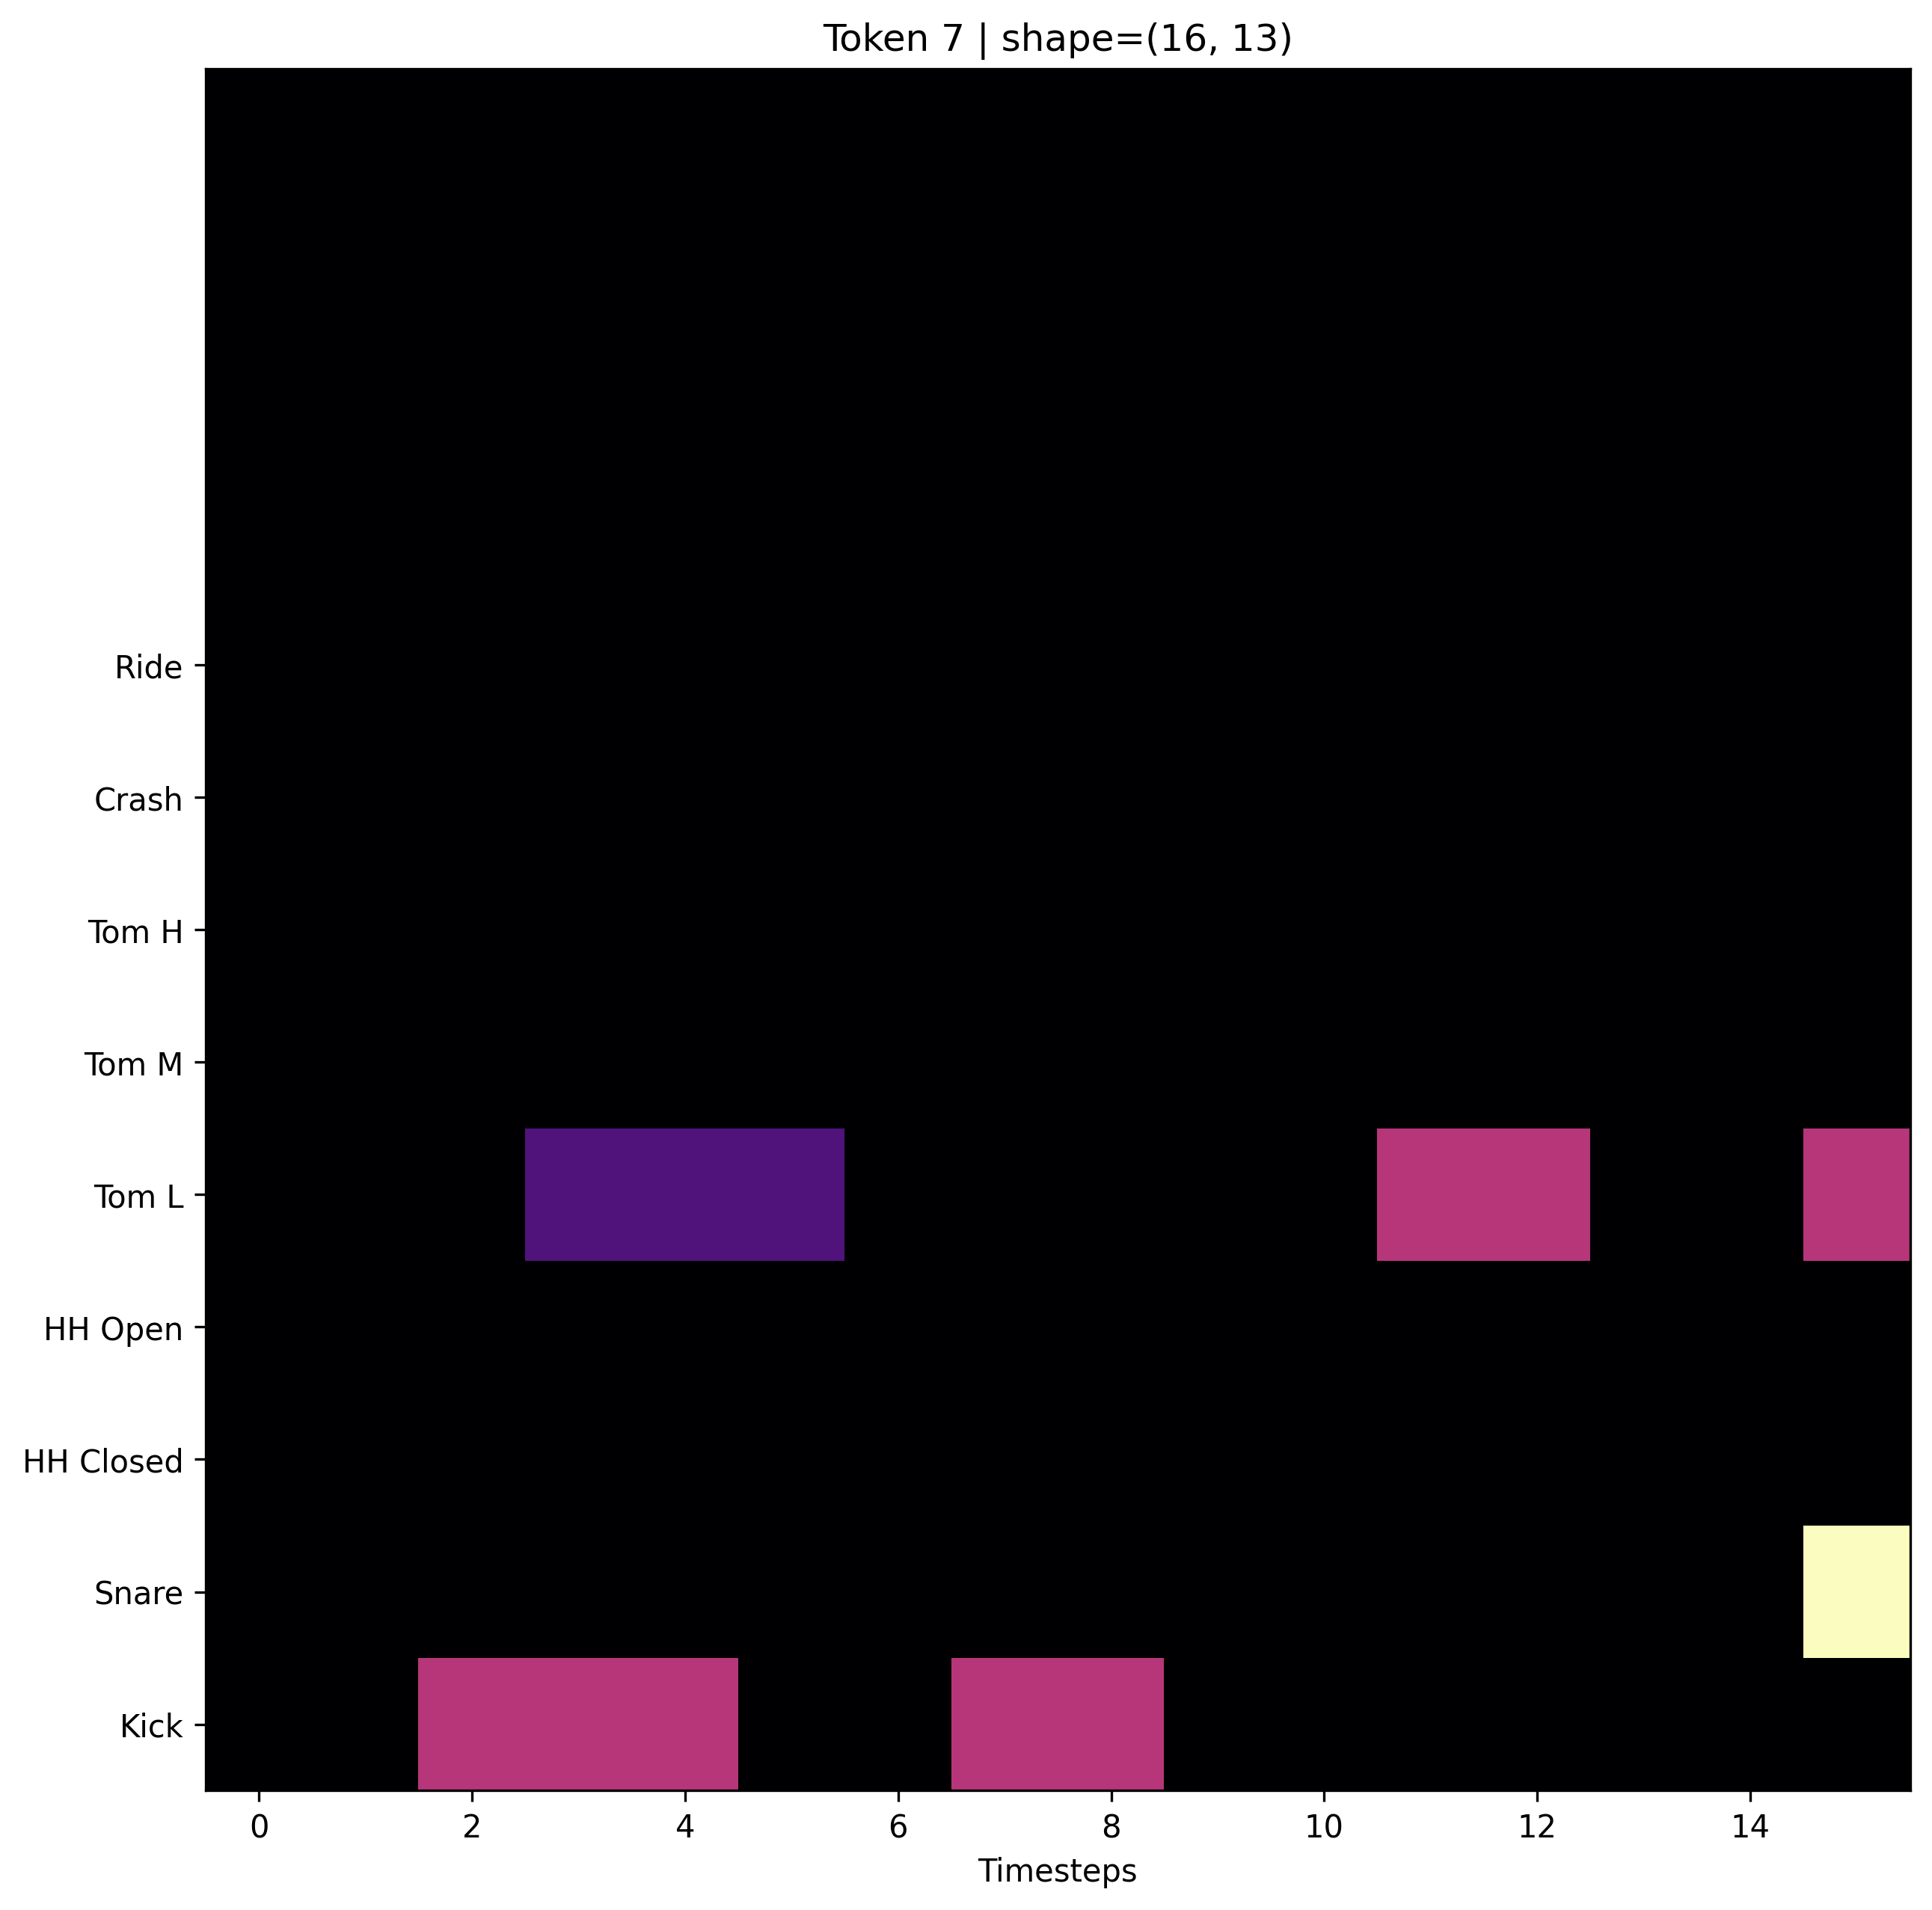 Token 7 | shape=(16, 13)
Ride
Crash
Tom H
Tom M
Tom L
HH Open
HH Closed
Snare
Kick
0 2 4 6 8 10 12 14
Timesteps